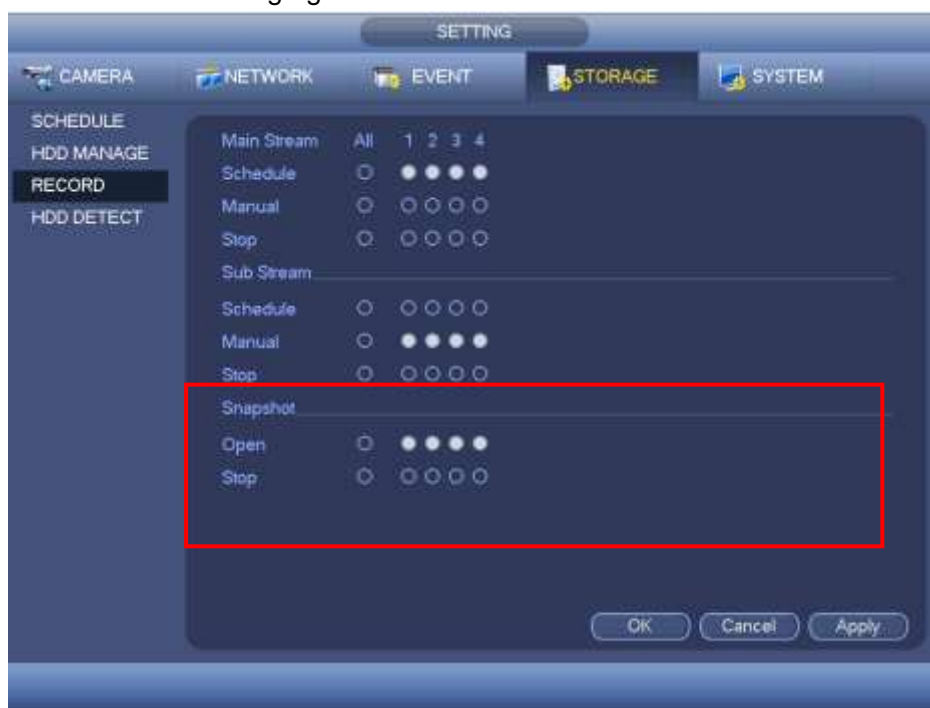 SETTING
CAMERA NETWORK EVENT STORAGE SYSTEM
SCHEDULE
HDD MANAGE
RECORD
HDD DETECT
Main Stream All 1 2 3 4
Schedule
Manual
Stop
Sub Stream
Schedule
Manual
Stop
Snapshot
Open
Stop
OK Cancel Apply